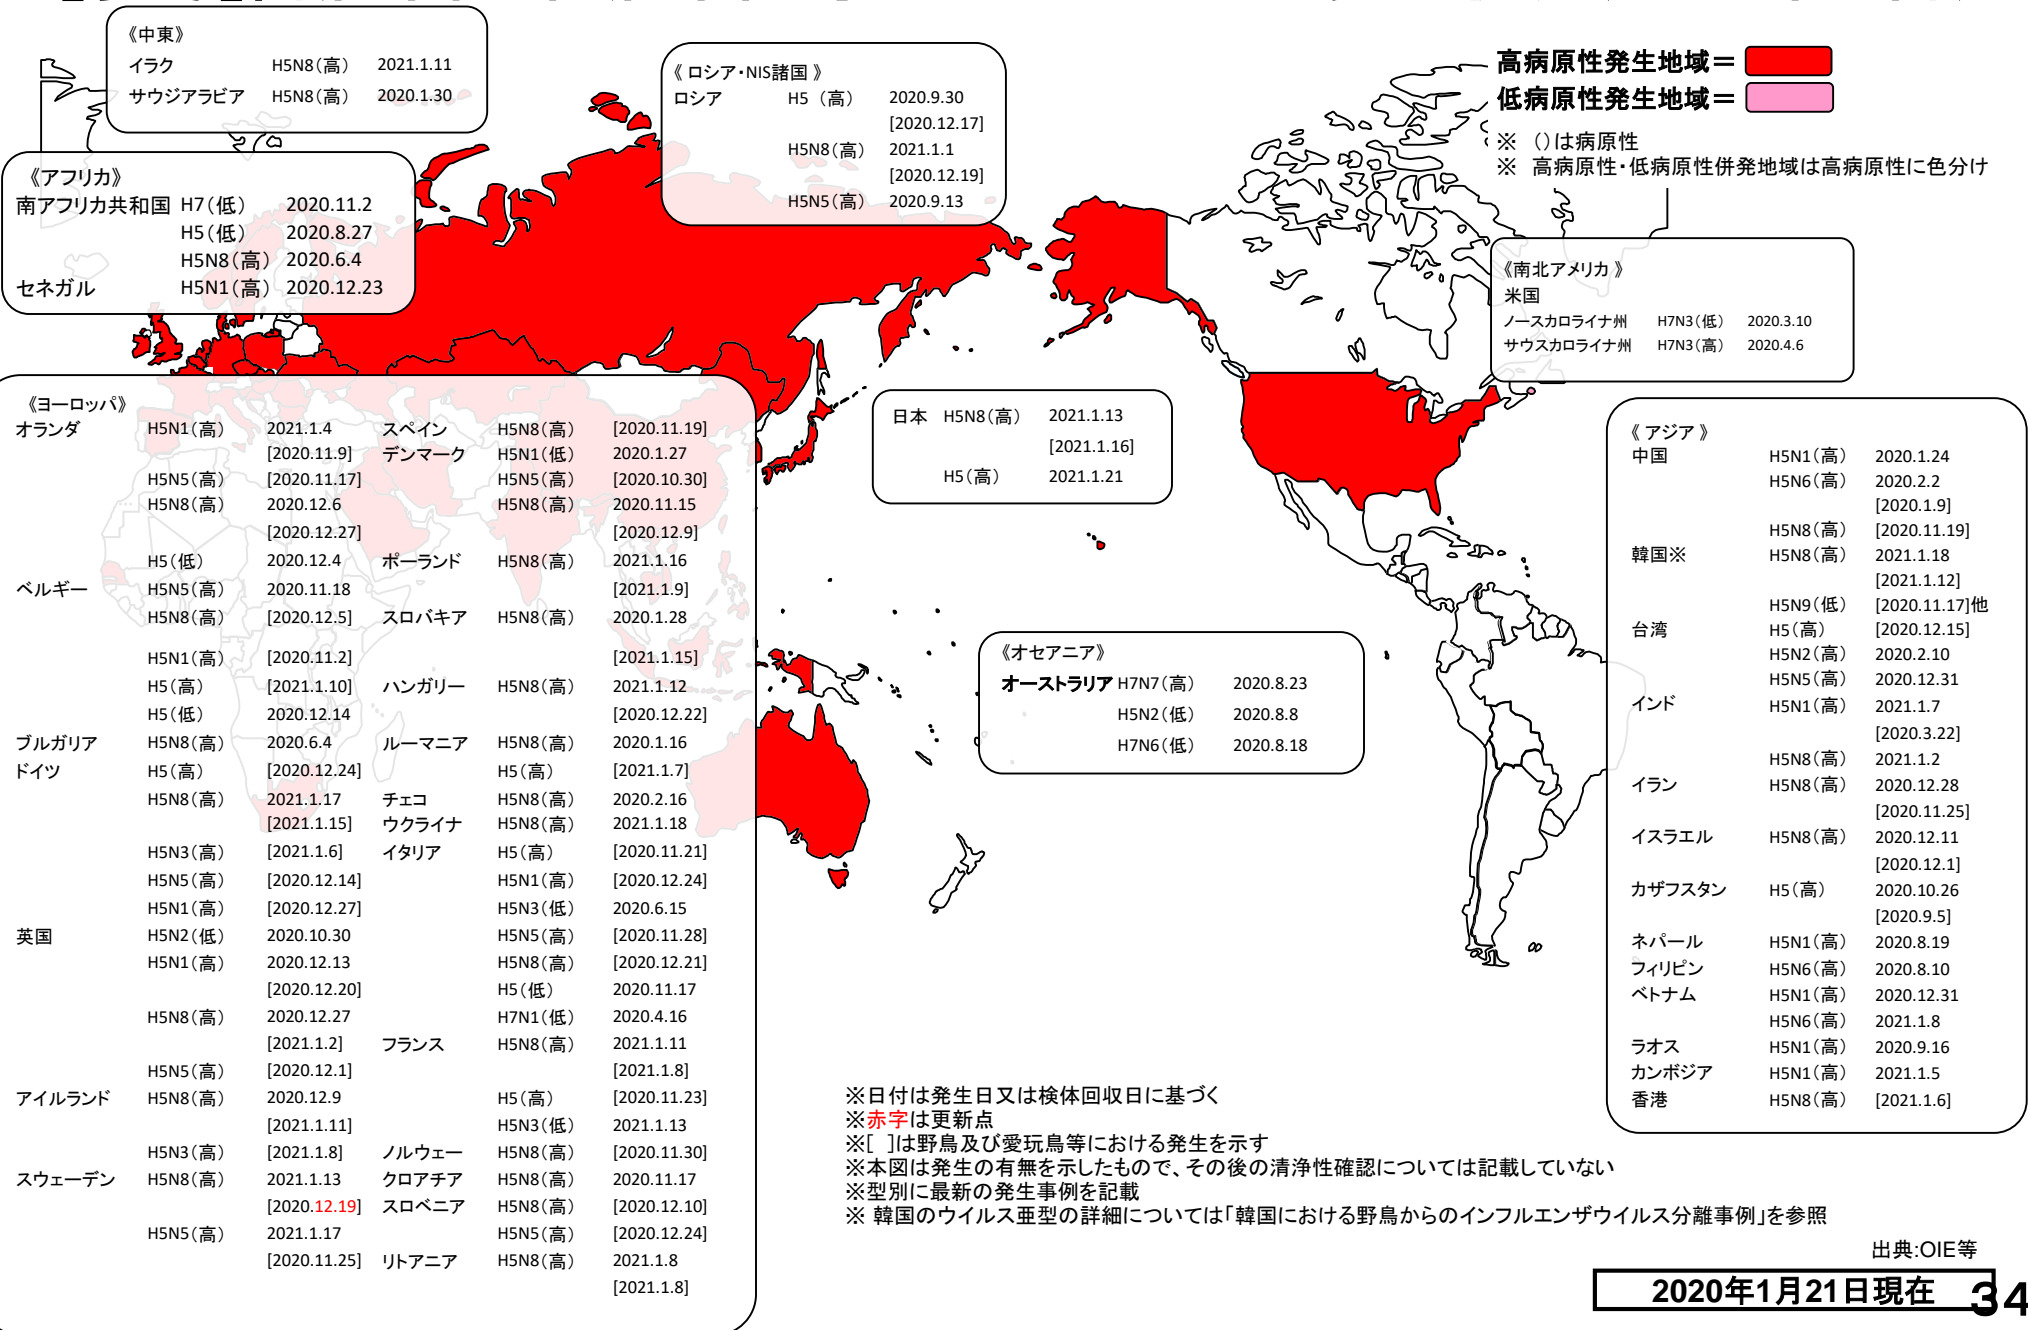 《中東》
イラク H5N8(高) 2021.1.11
サウジアラビア H5N8(高) 2020.1.30
《ロシア・NIS諸国》
ロシア H5 (高) 2020.9.30
[2020.12.17]
H5N8(高) 2021.1.1
[2020.12.19]
H5N5(高) 2020.9.13
高病原性発生地域=
低病原性発生地域=
※ ()は病原性
※ 高病原性・低病原性併発地域は高病原性に色分け
《アフリカ》
南アフリカ共和国 H7(低) 2020.11.2
H5(低) 2020.8.27
H5N8(高) 2020.6.4
セネガル H5N1(高) 2020.12.23
《南北アメリカ》
米国
ノースカロライナ州 H7N3(低) 2020.3.10
サウスカロライナ州 H7N3(高) 2020.4.6
《ヨーロッパ》
オランダ H5N1(高) 2021.1.4
[2020.11.9]
H5N5(高) [2020.11.17]
H5N8(高) 2020.12.6
[2020.12.27]
H5(低) 2020.12.4
ベルギー H5N5(高) 2020.11.18
H5N8(高) [2020.12.5]
H5N1(高) [2020.11.2]
H5(高) [2021.1.10]
H5(低) 2020.12.14
ブルガリア H5N8(高) 2020.6.4
ドイツ H5(高) [2020.12.24]
H5N8(高) 2021.1.17
[2021.1.15]
H5N3(高) [2021.1.6]
H5N5(高) [2020.12.14]
H5N1(高) [2020.12.27]
英国 H5N2(低) 2020.10.30
H5N1(高) 2020.12.13
[2020.12.20]
H5N8(高) 2020.12.27
[2021.1.2]
H5N5(高) [2020.12.1]
アイルランド H5N8(高) 2020.12.9
[2021.1.11]
H5N3(高) [2021.1.8]
スウェーデン H5N8(高) 2021.1.13
[2020.12.19]
H5N5(高) 2021.1.17
[2020.11.25]
スペイン H5N8(高) [2020.11.19]
デンマーク H5N1(低) 2020.1.27
H5N5(高) [2020.10.30]
H5N8(高) 2020.11.15
[2020.12.9]
ポーランド H5N8(高) 2021.1.16
[2021.1.9]
スロバキア H5N8(高) 2020.1.28
[2021.1.15]
ハンガリー H5N8(高) 2021.1.12
[2020.12.22]
ルーマニア H5N8(高) 2020.1.16
H5(高) [2021.1.7]
チェコ H5N8(高) 2020.2.16
ウクライナ H5N8(高) 2021.1.18
イタリア H5(高) [2020.11.21]
H5N1(高) [2020.12.24]
H5N3(低) 2020.6.15
H5N5(高) [2020.11.28]
H5N8(高) [2020.12.21]
H5(低) 2020.11.17
H7N1(低) 2020.4.16
フランス H5N8(高) 2021.1.11
[2021.1.8]
H5(高) [2020.11.23]
H5N3(低) 2021.1.13
ノルウェー H5N8(高) [2020.11.30]
クロアチア H5N8(高) 2020.11.17
スロベニア H5N8(高) [2020.12.10]
H5N5(高) [2020.12.24]
リトアニア H5N8(高) 2021.1.8
[2021.1.8]
日本 H5N8(高) 2021.1.13
[2021.1.16]
H5(高) 2021.1.21
《オセアニア》
オーストラリア H7N7(高) 2020.8.23
H5N2(低) 2020.8.8
H7N6(低) 2020.8.18
《アジア》
中国 H5N1(高) 2020.1.24
H5N6(高) 2020.2.2
[2020.1.9]
H5N8(高) [2020.11.19]
韓国※ H5N8(高) 2021.1.18
[2021.1.12]
H5N9(低) [2020.11.17]他
台湾 H5(高) [2020.12.15]
H5N2(高) 2020.2.10
H5N5(高) 2020.12.31
インド H5N1(高) 2021.1.7
[2020.3.22]
H5N8(高) 2021.1.2
イラン H5N8(高) 2020.12.28
[2020.11.25]
イスラエル H5N8(高) 2020.12.11
[2020.12.1]
カザフスタン H5(高) 2020.10.26
[2020.9.5]
ネパール H5N1(高) 2020.8.19
フィリピン H5N6(高) 2020.8.10
ベトナム H5N1(高) 2020.12.31
H5N6(高) 2021.1.8
ラオス H5N1(高) 2020.9.16
カンボジア H5N1(高) 2021.1.5
香港 H5N8(高) [2021.1.6]
※日付は発生日又は検体回収日に基づく
※赤字は更新点
※[ ]は野鳥及び愛玩鳥等における発生を示す
※本図は発生の有無を示したもので、その後の清浄性確認については記載していない
※型別に最新の発生事例を記載
※ 韓国のウイルス亜型の詳細については「韓国における野鳥からのインフルエンザウイルス分離事例」を参照
出典:OIE等
2020年1月21日現在
34